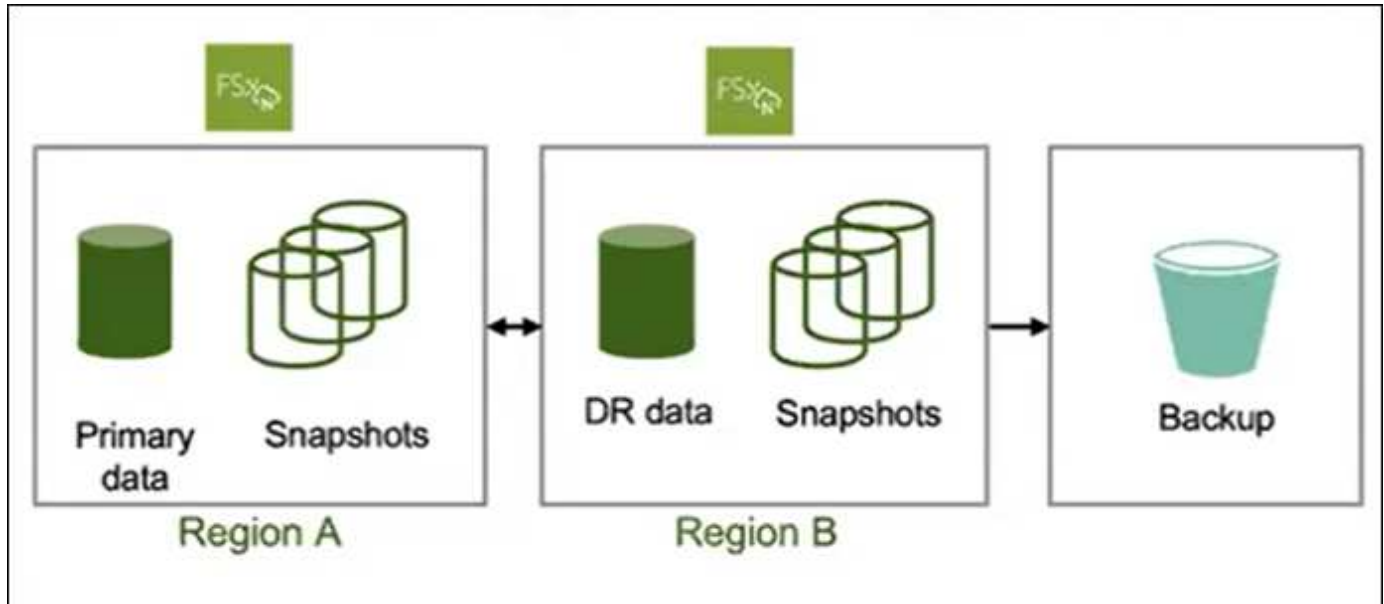 FSx
N
FSx
N
Primary
data
Snapshots
DR data
Snapshots
Backup
Region A
Region B